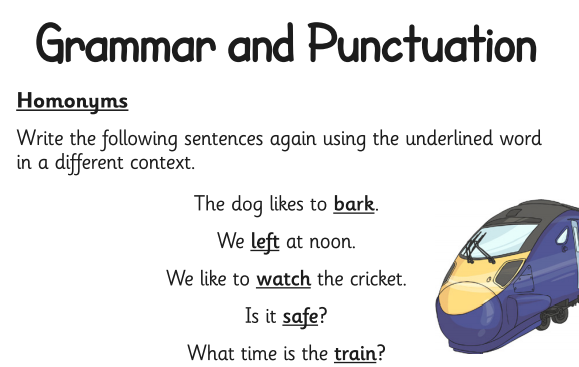 Grammar and Punctuation
Homonyms
Write the following sentences again using the underlined word
in a different context.
The dog likes to bark.
We left at noon.
We like to watch the cricket.
Is it safe?
What time is the train?